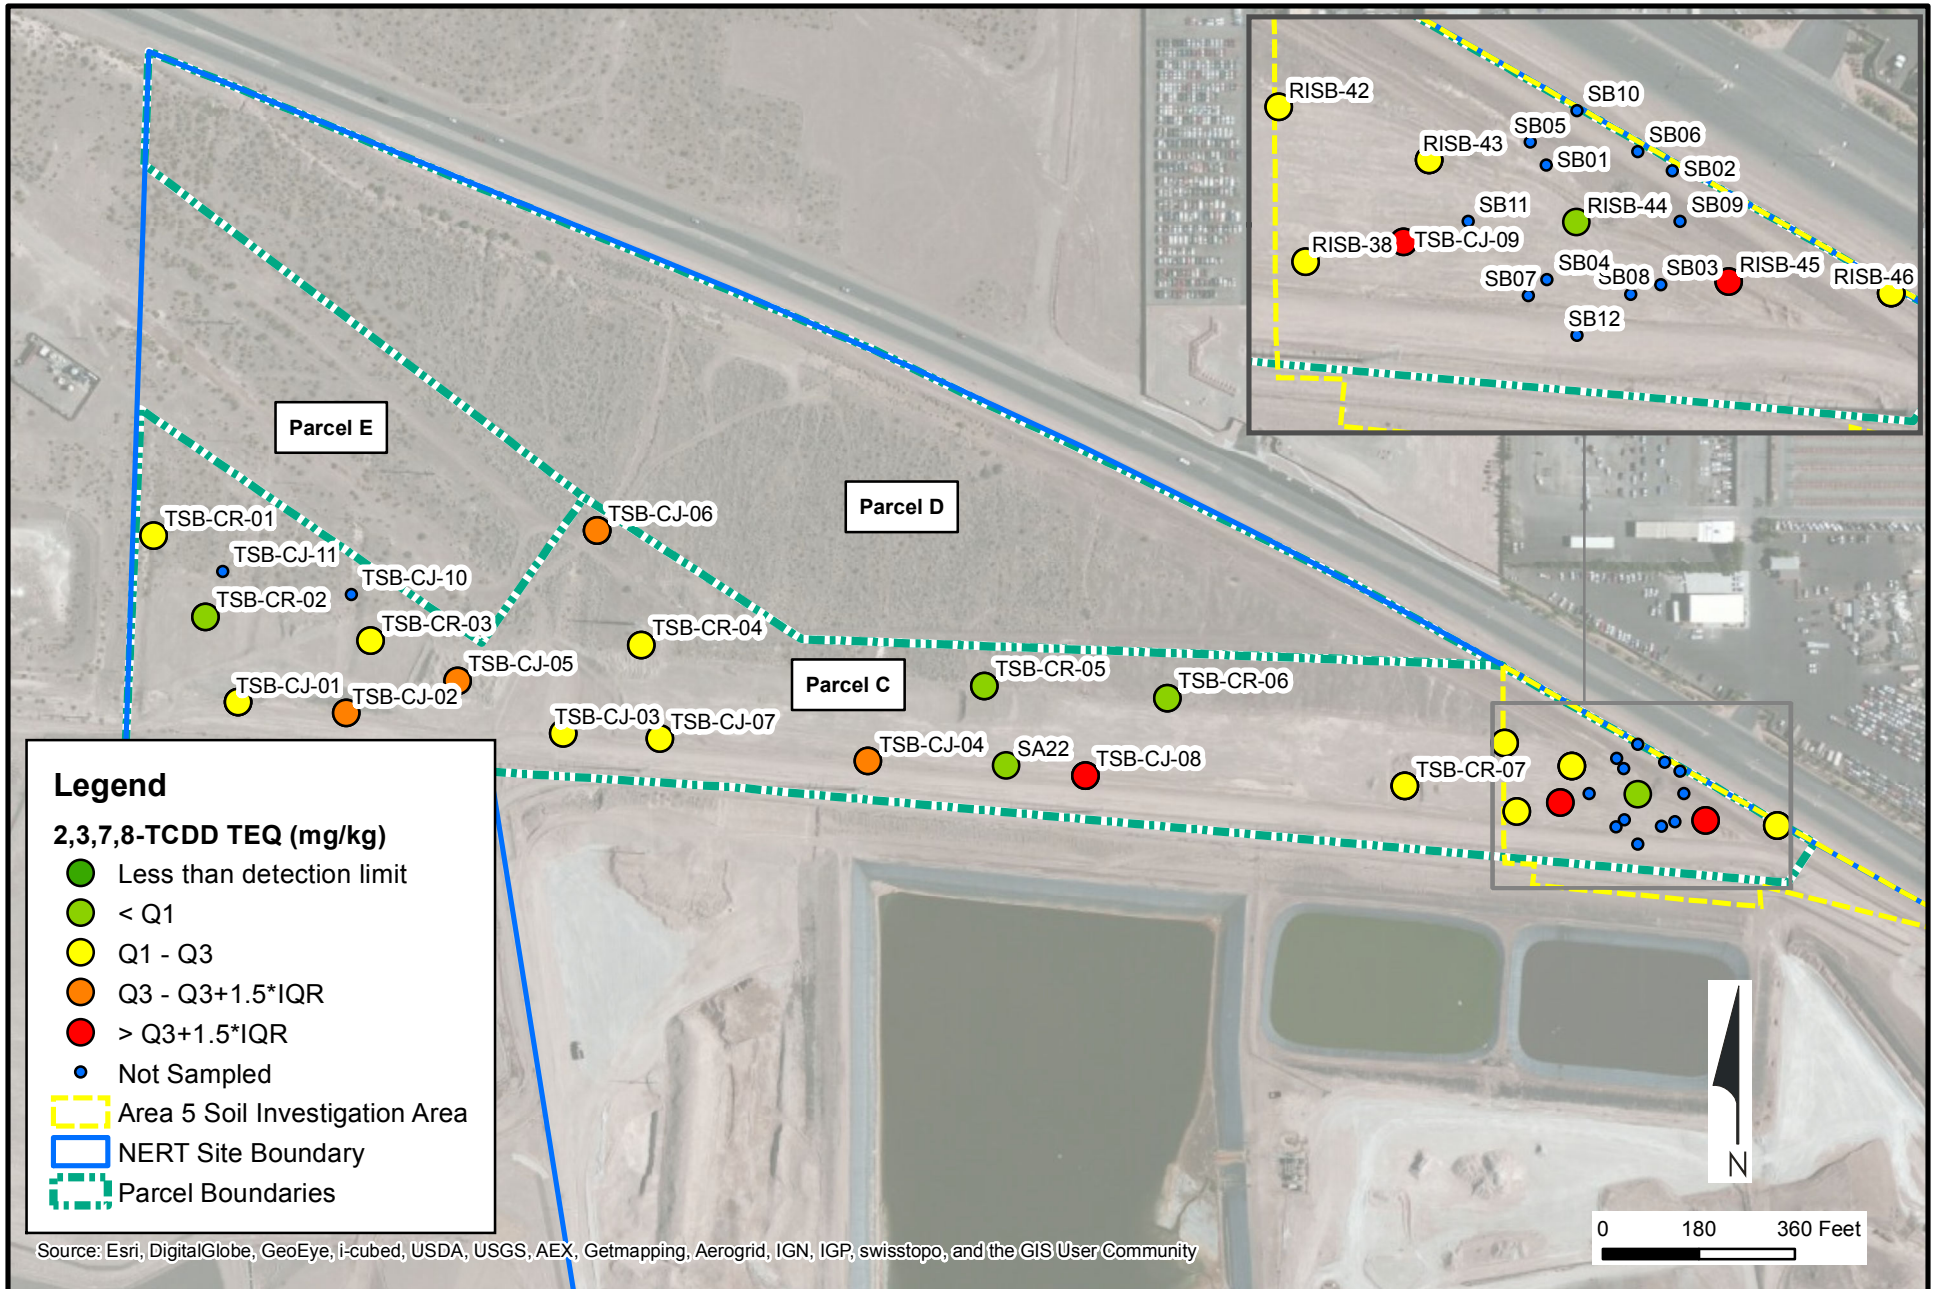 RISB-42
SB10
SB05
SB06
RISB-43
SB01
SB02
SB11
RISB-44
SB09
RISB-38
TSB-CJ-09
SB04
SB03
RISB-45
SB07
SB08
RISB-46
SB12
Parcel E
Parcel D
TSB-CR-01
TSB-CJ-06
TSB-CJ-11
TSB-CJ-10
TSB-CR-02
TSB-CR-03
TSB-CR-04
TSB-CJ-05
TSB-CR-05
Parcel C
TSB-CR-06
TSB-CJ-01
TSB-CJ-02
TSB-CJ-03
TSB-CJ-07
TSB-CJ-04
SA22
TSB-CJ-08
TSB-CR-07
Legend
2,3,7,8-TCDD TEQ (mg/kg)
Less than detection limit
< Q1
Q1 - Q3
Q3 - Q3+1.5*IQR
> Q3+1.5*IQR
Not Sampled
Area 5 Soil Investigation Area
NERT Site Boundary
Parcel Boundaries
N
0 180 360 Feet
Source: Esri, DigitalGlobe, GeoEye, i-cubed, USDA, USGS, AEX, Getmapping, Aerogrid, IGN, IGP, swisstopo, and the GIS User Community